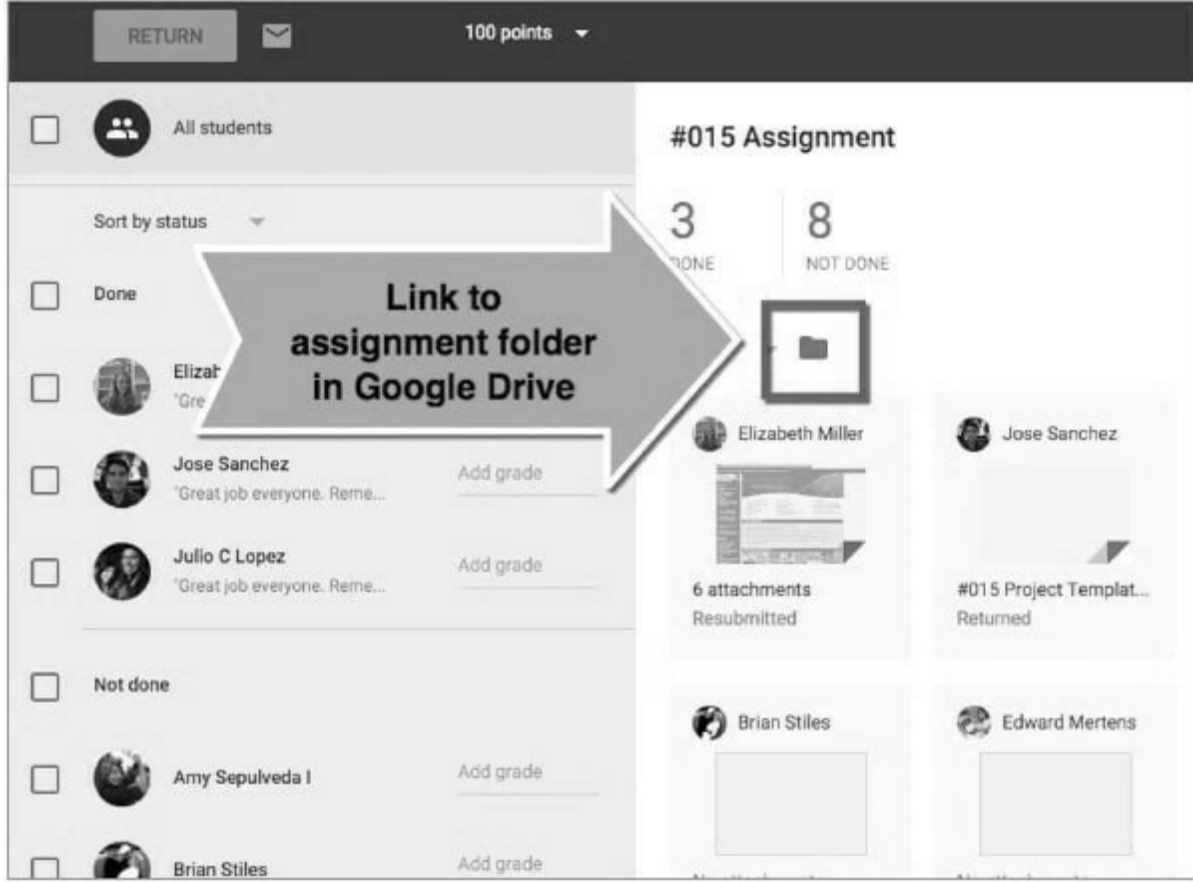 RETURN
100 points
All students
Sort by status
Done
Elizab
"Gre
Jose Sanchez
"Great job everyone. Reme...
Add grade
Julio C Lopez
"Great job everyone. Reme...
Add grade
Not done
Amy Sepulveda I
Add grade
Brian Stiles
Add grade
Link to
assignment folder
in Google Drive
#015 Assignment
3
DONE
8
NOT DONE
Elizabeth Miller
6 attachments
Resubmitted
Jose Sanchez
#015 Project Templat...
Returned
Brian Stiles
Edward Mertens